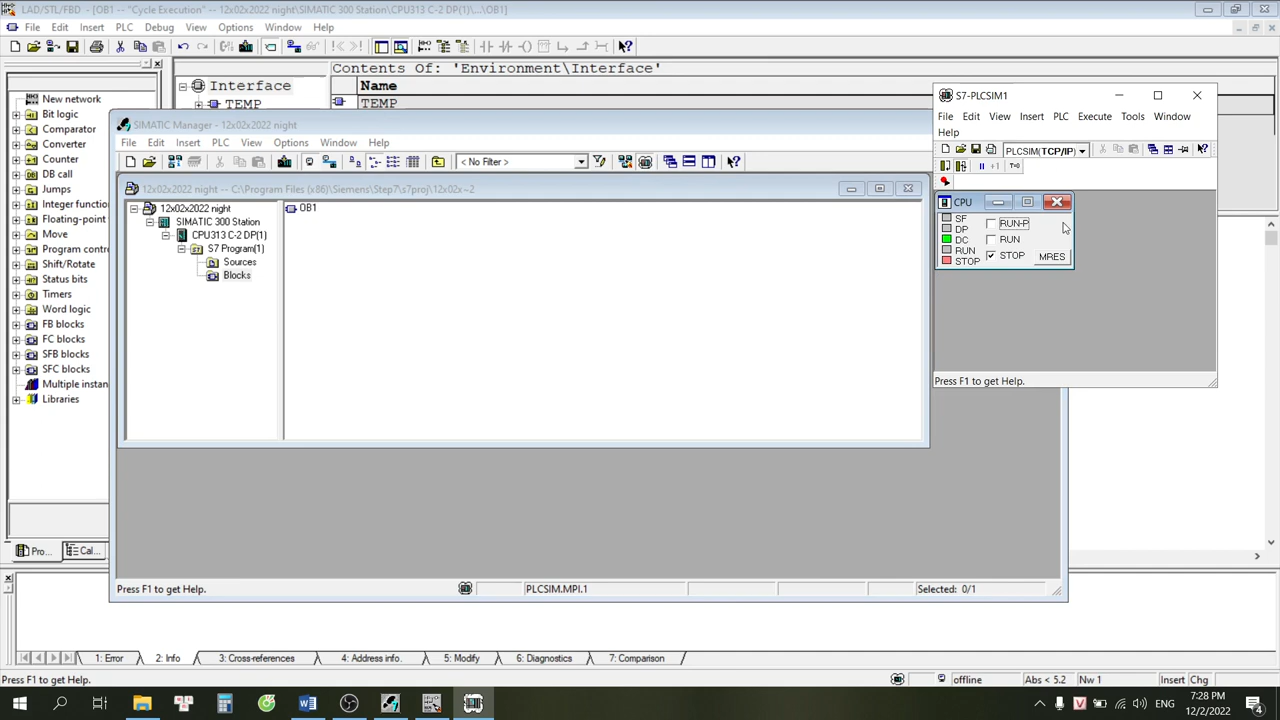 LAD/STL/FBD - [OB1 -- "Cycle Execution" -- 12x02x2022 night\SIMATIC 300 Station\CPU313 C-2 DP(1)\...\OB1]
File Edit Insert PLC Debug View Options Window Help
Contents Of: 'Environment\Interface'
Interface
Name
TEMP
TEMP
New network
Bit logic
Comparator
Converter
Counter
DB call
Jumps
Integer function
Floating-point
Move
Program contro
Shift/Rotate
Status bits
Timers
Word logic
FB blocks
FC blocks
SFB blocks
SFC blocks
Multiple instan
Libraries
Pro... Cal...
SIMATIC Manager - 12x02x2022 night
File Edit Insert PLC View Options Window Help
< No Filter >
12x02x2022 night -- C:\Program Files (x86)\Siemens\Step7\s7proj\12x02x~2
12x02x2022 night
SIMATIC 300 Station
CPU313 C-2 DP(1)
S7 Program(1)
Sources
Blocks
OB1
Press F1 to get Help.
PLCSIM.MPI.1
Selected: 0/1
S7-PLCSIM1
File Edit View Insert PLC Execute Tools Window
Help
PLCSIM(TCP/IP)
+1
T=0
CPU
SF
DP
DC
RUN
STOP
RUN-P
RUN
STOP
MRES
Press F1 to get Help.
1: Error 2: Info 3: Cross-references 4: Address info. 5: Modify 6: Diagnostics 7: Comparison
Press F1 to get Help.
offline Abs < 5.2 Nw 1 Insert Chg
ENG
7:28 PM
12/2/2022
4